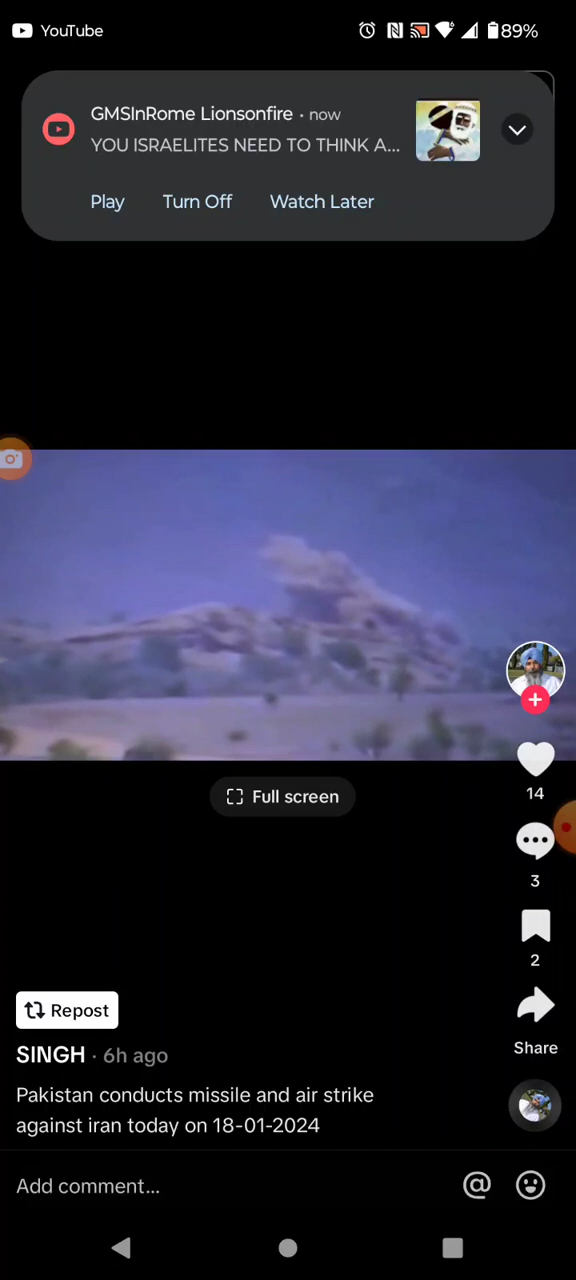 YouTube
89%
GMSInRome Lionsonfire • now
YOU ISRAELITES NEED TO THINK A...
Play Turn Off Watch Later
Full screen
14
3
2
Repost
SINGH · 6h ago
Share
Pakistan conducts missile and air strike
against iran today on 18-01-2024
Add comment...